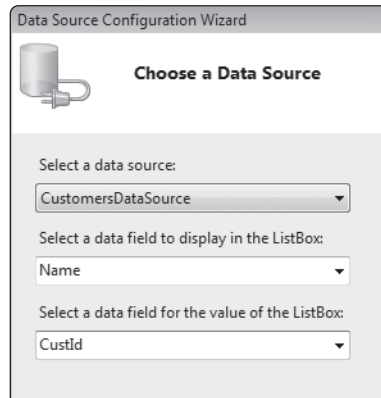 Data Source Configuration Wizard
Choose a Data Source
Select a data source:
CustomersDataSource
Select a data field to display in the ListBox:
Name
Select a data field for the value of the ListBox:
CustId